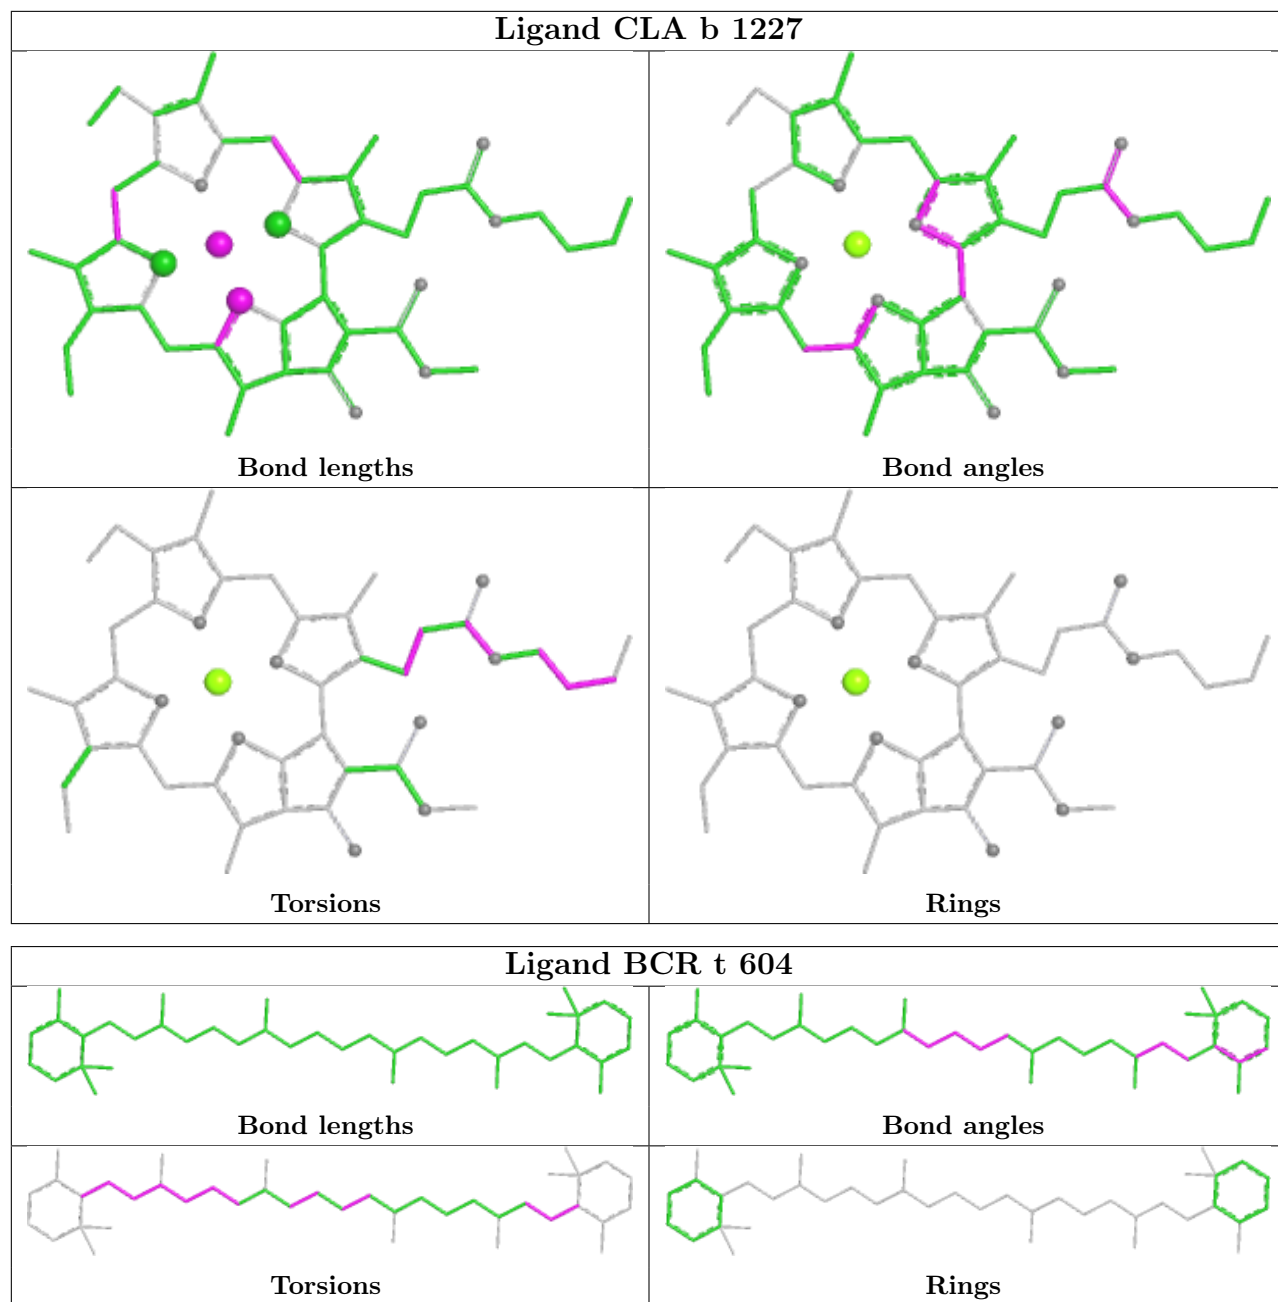 Ligand CLA b 1227
Bond lengths
Bond angles
Torsions
Rings
Ligand BCR t 604
Bond lengths
Bond angles
Torsions
Rings